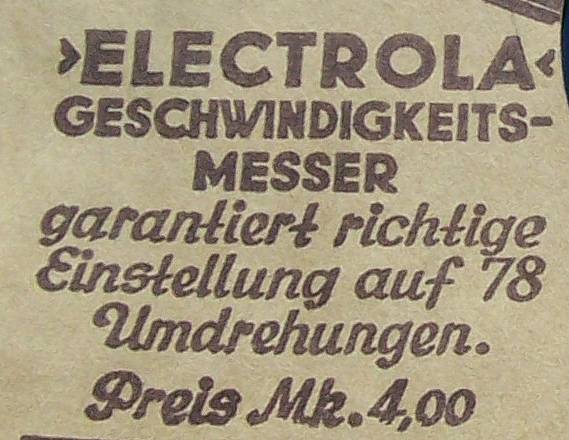 ›ELECTROLA‹
GESCHWINDIGKEITS-
MESSER
garantiert richtige
Einstellung auf 78
Umdrehungen.
Preis Mk. 4,00